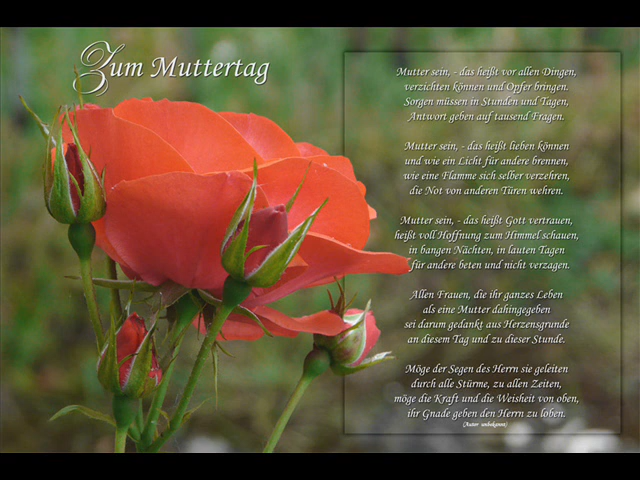 Zum Muttertag
Mutter sein, - das heißt vor allen Dingen,
verzichten können und Opfer bringen.
Sorgen müssen in Stunden und Tagen,
Antwort geben auf tausend Fragen.
Mutter sein, - das heißt lieben können
und wie ein Licht für andere brennen,
wie eine Flamme sich selber verzehren,
die Not von anderen Türen wehren.
Mutter sein, - das heißt Gott vertrauen,
heißt voll Hoffnung zum Himmel schauen,
in bangen Nächten, in lauten Tagen
für andere beten und nicht verzagen.
Allen Frauen, die ihr ganzes Leben
als eine Mutter dahingegeben
sei darum gedankt aus Herzensgrunde
an diesem Tag und zu dieser Stunde.
Möge der Segen des Herrn sie geleiten
durch alle Stürme, zu allen Zeiten,
möge die Kraft und die Weisheit von oben,
ihr Gnade geben den Herrn zu loben.
(Autor unbekannt)